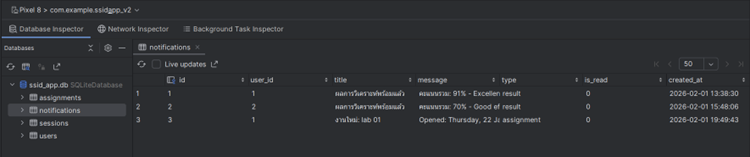 Pixel 8 > com.example.ssidapp_v2
Database Inspector
Network Inspector
Background Task Inspector
Databases
notifications
Live updates
50
ssid_app.db SQLiteDatabase
assignments
notifications
sessions
users
id user_id title message type is_read created_at
1 1 1 ผลการวิเคราะห์พร้อมแล้ว คะแนนรวม: 91% - Excellen result 0 2026-02-01 13:38:30
2 2 2 ผลการวิเคราะห์พร้อมแล้ว คะแนนรวม: 70% - Good ef result 0 2026-02-01 15:48:06
3 3 1 งานใหม่: lab 01 Opened: Thursday, 22 Ja assignment 0 2026-02-01 19:49:43